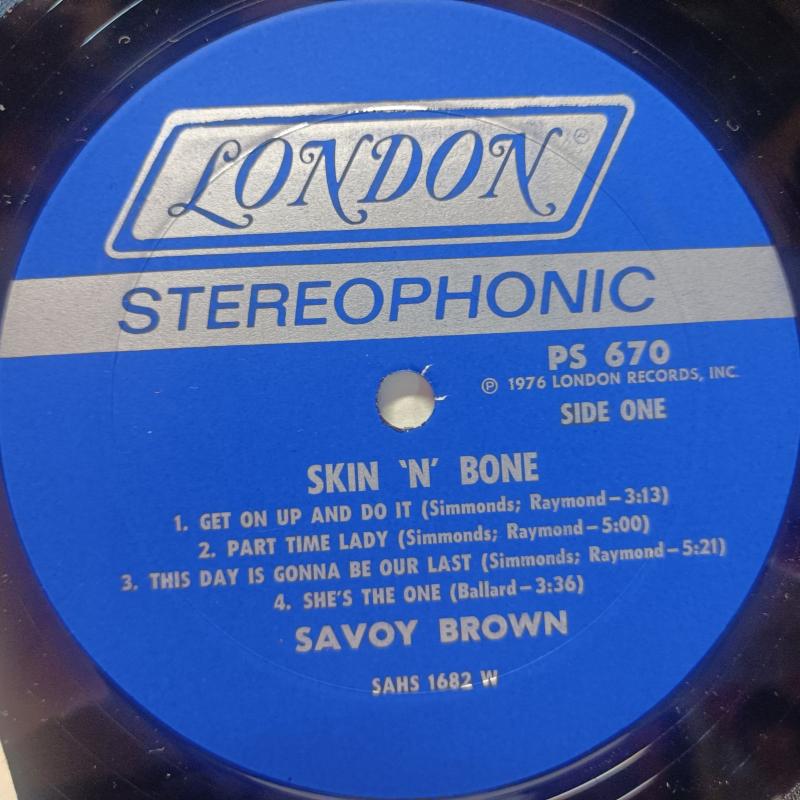 LONDON ℗
STEREOPHONIC
PS 670
℗ 1976 LONDON RECORDS, INC.
SIDE ONE
SKIN 'N' BONE
1. GET ON UP AND DO IT (Simmonds; Raymond–3:13)
2. PART TIME LADY (Simmonds; Raymond–5:00)
3. THIS DAY IS GONNA BE OUR LAST (Simmonds; Raymond–5:21)
4. SHE'S THE ONE (Ballard–3:36)
SAVOY BROWN
SAHS 1682 W